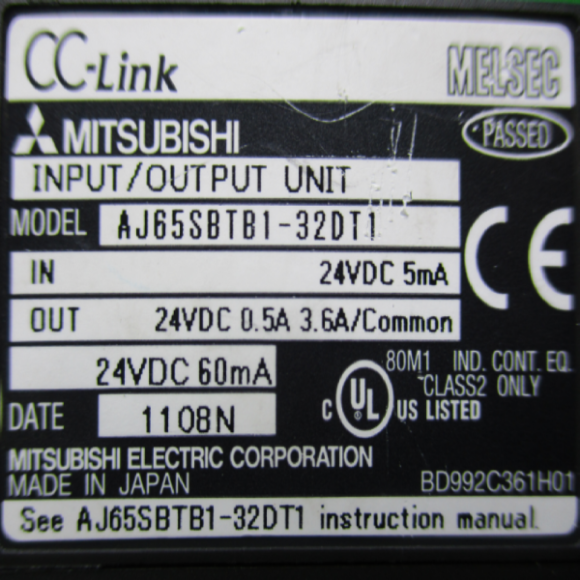 CC-Link MELSEC
MITSUBISHI PASSED
INPUT/OUTPUT UNIT
MODEL AJ65SBTB1-32DT1
CE
IN 24VDC 5mA
OUT 24VDC 0.5A 3.6A/Common
24VDC 60mA
80M1 IND. CONT. EQ.
CLASS2 ONLY
C UL US LISTED
DATE 1108N
MITSUBISHI ELECTRIC CORPORATION
MADE IN JAPAN BD992C361H01
See AJ65SBTB1-32DT1 instruction manual.